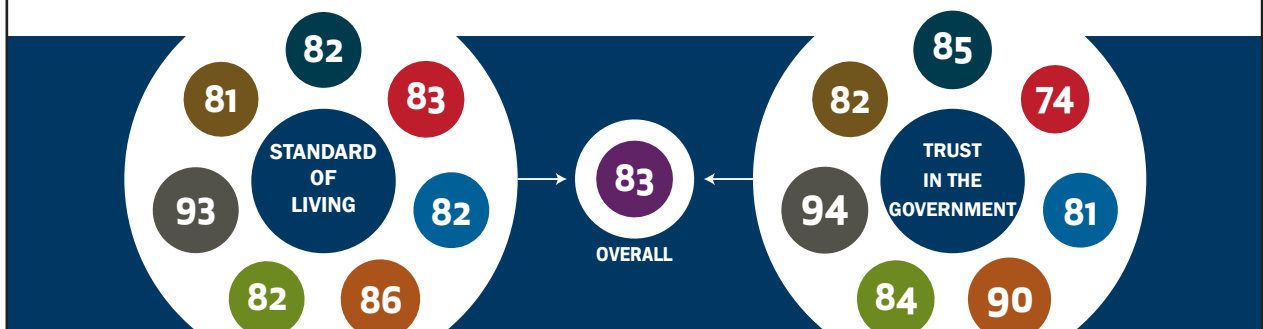 82
81
83
STANDARD
OF
LIVING
93
82
82
86
83
OVERALL
85
82
74
TRUST
IN THE
GOVERNMENT
94
81
84
90